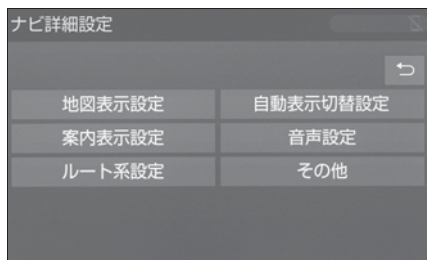 ナビ詳細設定
地図表示設定
自動表示切替設定
案内表示設定
音声設定
ルート系設定
その他